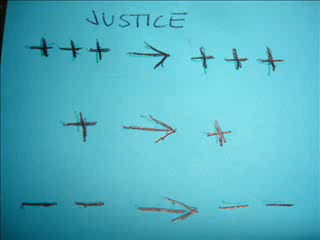 JUSTICE
+ + + → + + +
+ → +
− − → − −